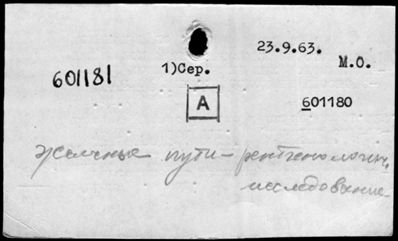 23.9.63.
М.О.
601181
1)Сер.
А
601180
желчные пути - рентгенологич.
исследование